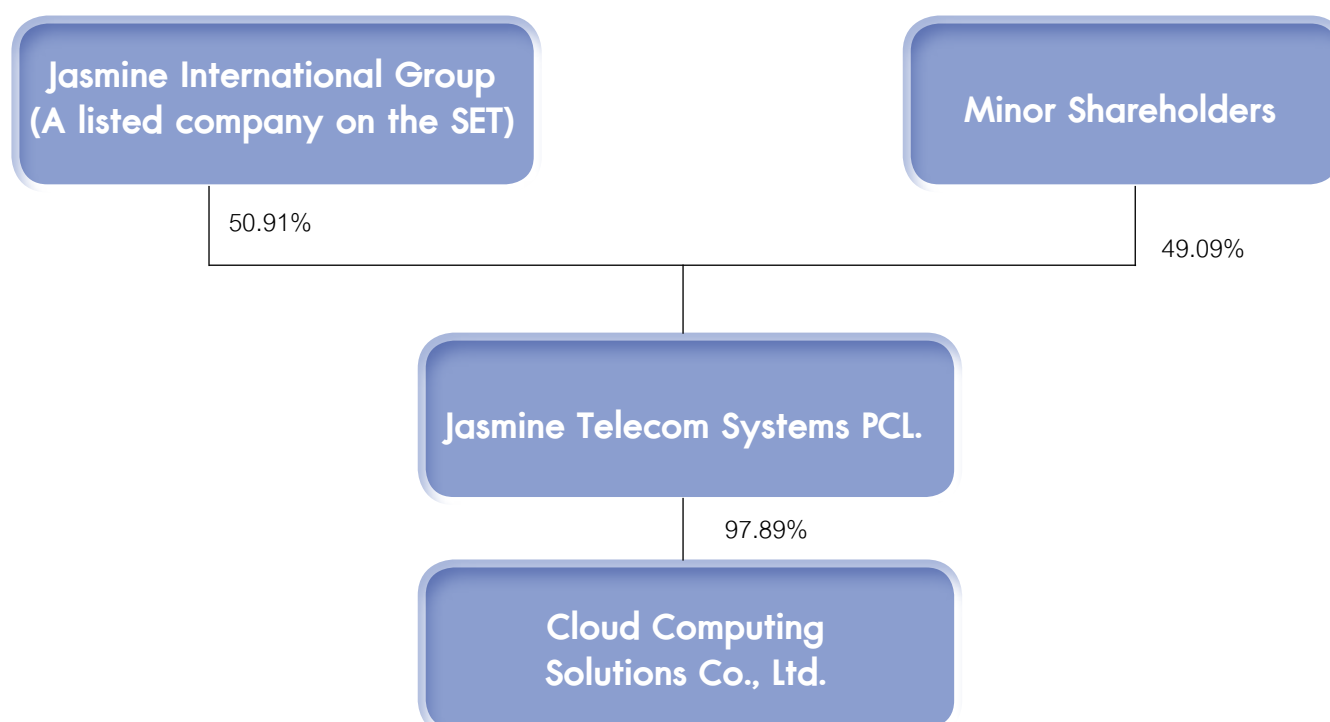 Jasmine International Group
(A listed company on the SET)
Minor Shareholders
50.91%
49.09%
Jasmine Telecom Systems PCL.
97.89%
Cloud Computing
Solutions Co., Ltd.